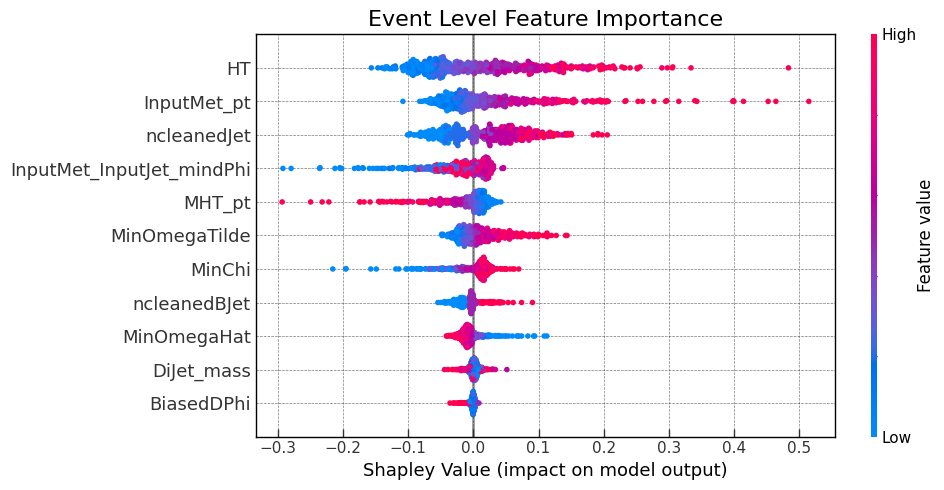 Event Level Feature Importance
HT
InputMet_pt
ncleanedJet
InputMet_InputJet_mindPhi
MHT_pt
MinOmegaTilde
MinChi
ncleanedBJet
MinOmegaHat
DiJet_mass
BiasedDPhi
−0.3 −0.2 −0.1 0.0 0.1 0.2 0.3 0.4 0.5
Shapley Value (impact on model output)
High
Feature value
Low